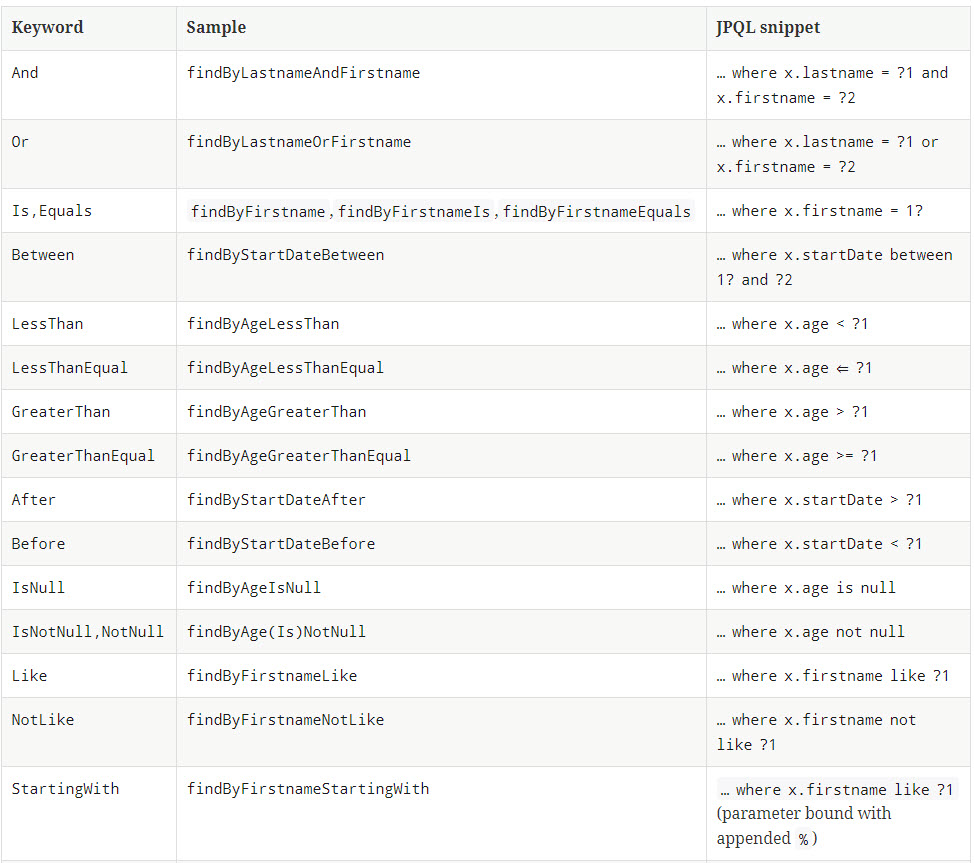 Keyword Sample JPQL snippet
And findByLastnameAndFirstname … where x.lastname = ?1 and
x.firstname = ?2
Or findByLastnameOrFirstname … where x.lastname = ?1 or
x.firstname = ?2
Is,Equals findByFirstname,findByFirstnameIs,findByFirstnameEquals … where x.firstname = 1?
Between findByStartDateBetween … where x.startDate between
1? and ?2
LessThan findByAgeLessThan … where x.age < ?1
LessThanEqual findByAgeLessThanEqual … where x.age ⇐ ?1
GreaterThan findByAgeGreaterThan … where x.age > ?1
GreaterThanEqual findByAgeGreaterThanEqual … where x.age >= ?1
After findByStartDateAfter … where x.startDate > ?1
Before findByStartDateBefore … where x.startDate < ?1
IsNull findByAgeIsNull … where x.age is null
IsNotNull,NotNull findByAge(Is)NotNull … where x.age not null
Like findByFirstnameLike … where x.firstname like ?1
NotLike findByFirstnameNotLike … where x.firstname not
like ?1
StartingWith findByFirstnameStartingWith … where x.firstname like ?1
(parameter bound with
appended %)